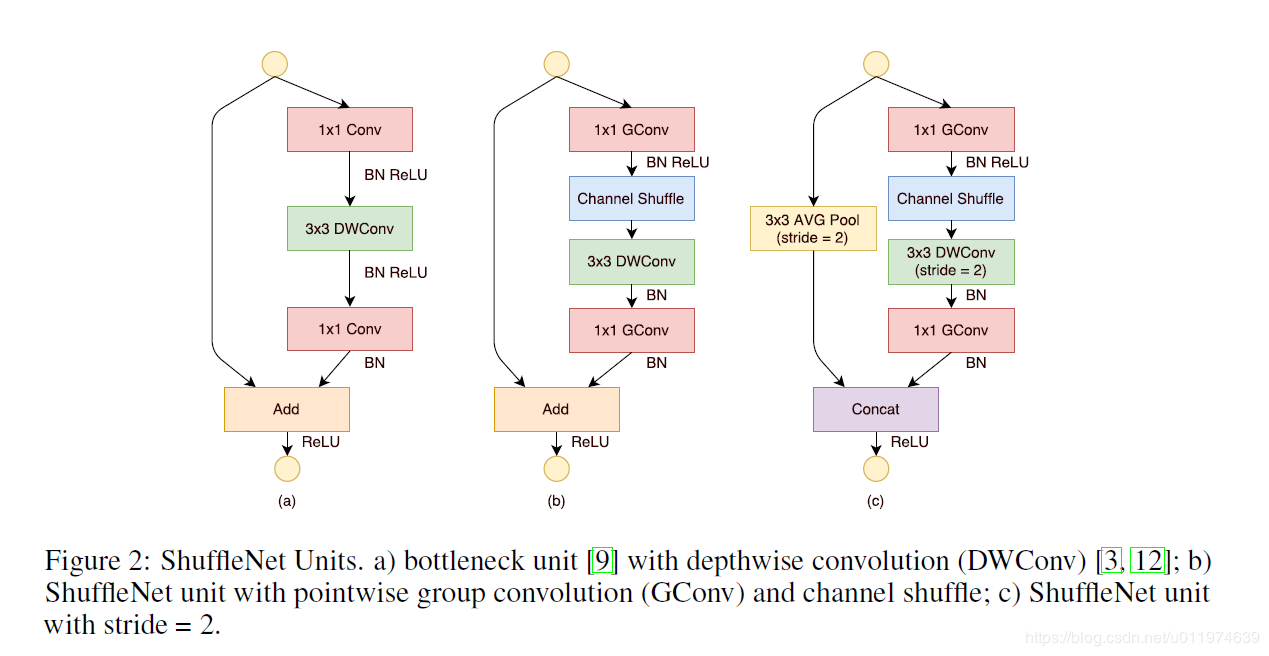 1x1 Conv
BN ReLU
3x3 DWConv
BN ReLU
1x1 Conv
BN
Add
ReLU
(a)
1x1 GConv
BN ReLU
Channel Shuffle
3x3 DWConv
BN
1x1 GConv
BN
Add
ReLU
(b)
3x3 AVG Pool
(stride = 2)
1x1 GConv
BN ReLU
Channel Shuffle
3x3 DWConv
(stride = 2)
BN
1x1 GConv
BN
Concat
ReLU
(c)
Figure 2: ShuffleNet Units. a) bottleneck unit [9] with depthwise convolution (DWConv) [3, 12]; b)
ShuffleNet unit with pointwise group convolution (GConv) and channel shuffle; c) ShuffleNet unit
with stride = 2.
https://blog.csdn.net/u011974639